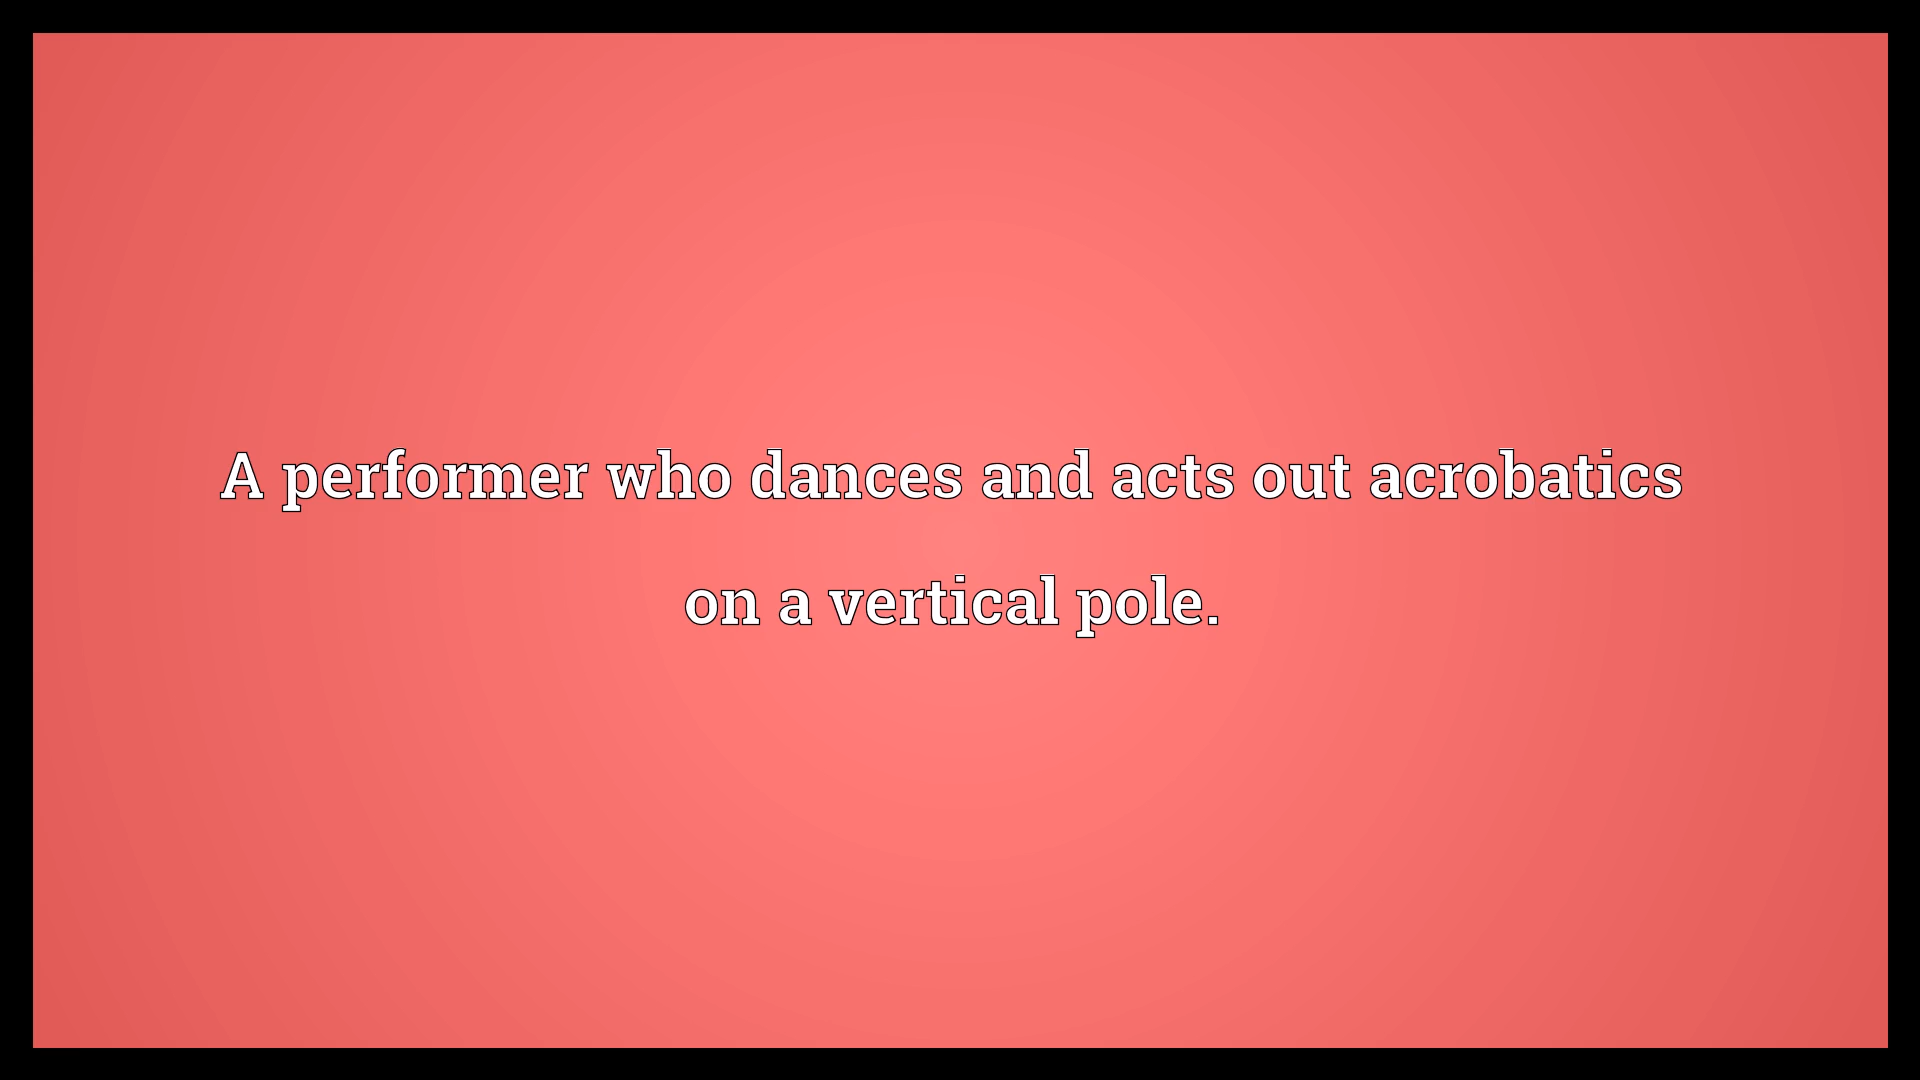 A performer who dances and acts out acrobatics
on a vertical pole.